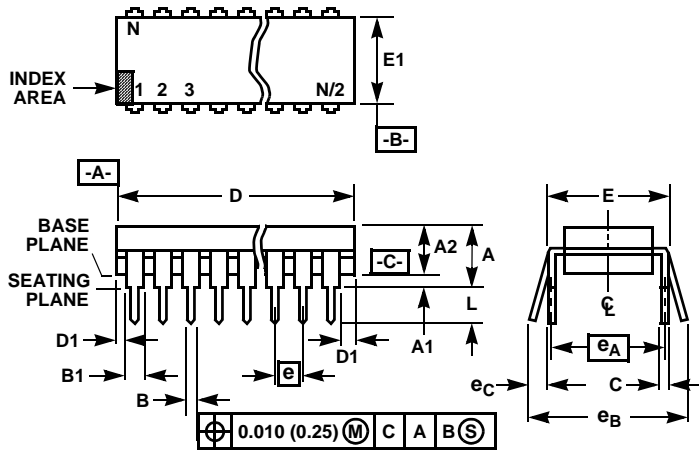 N
E1
INDEX
AREA
1 2 3 N/2
-B-
-A-
D
E
BASE
PLANE
A2
A
-C-
SEATING
PLANE
L
C
L
D1
A1
D1
eA
B1
e
eC
C
B
eB
0.010 (0.25) M C A B S